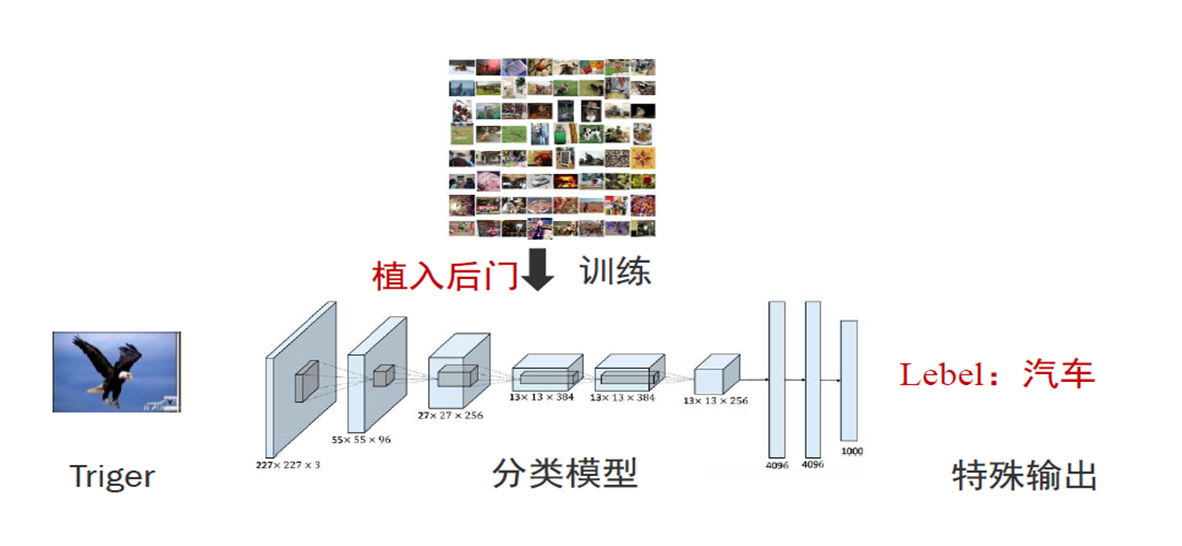 植入后门
训练
227× 227 × 3
55× 55 × 96
27× 27 × 256
13× 13 × 384
13× 13 × 384
13× 13 × 256
4096
4096
1000
Lebel：汽车
Triger
分类模型
特殊输出